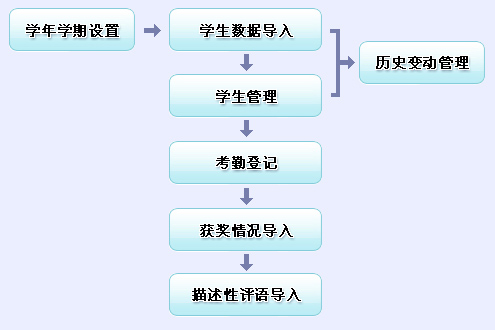 学年学期设置
学生数据导入
历史变动管理
学生管理
考勤登记
获奖情况导入
描述性评语导入